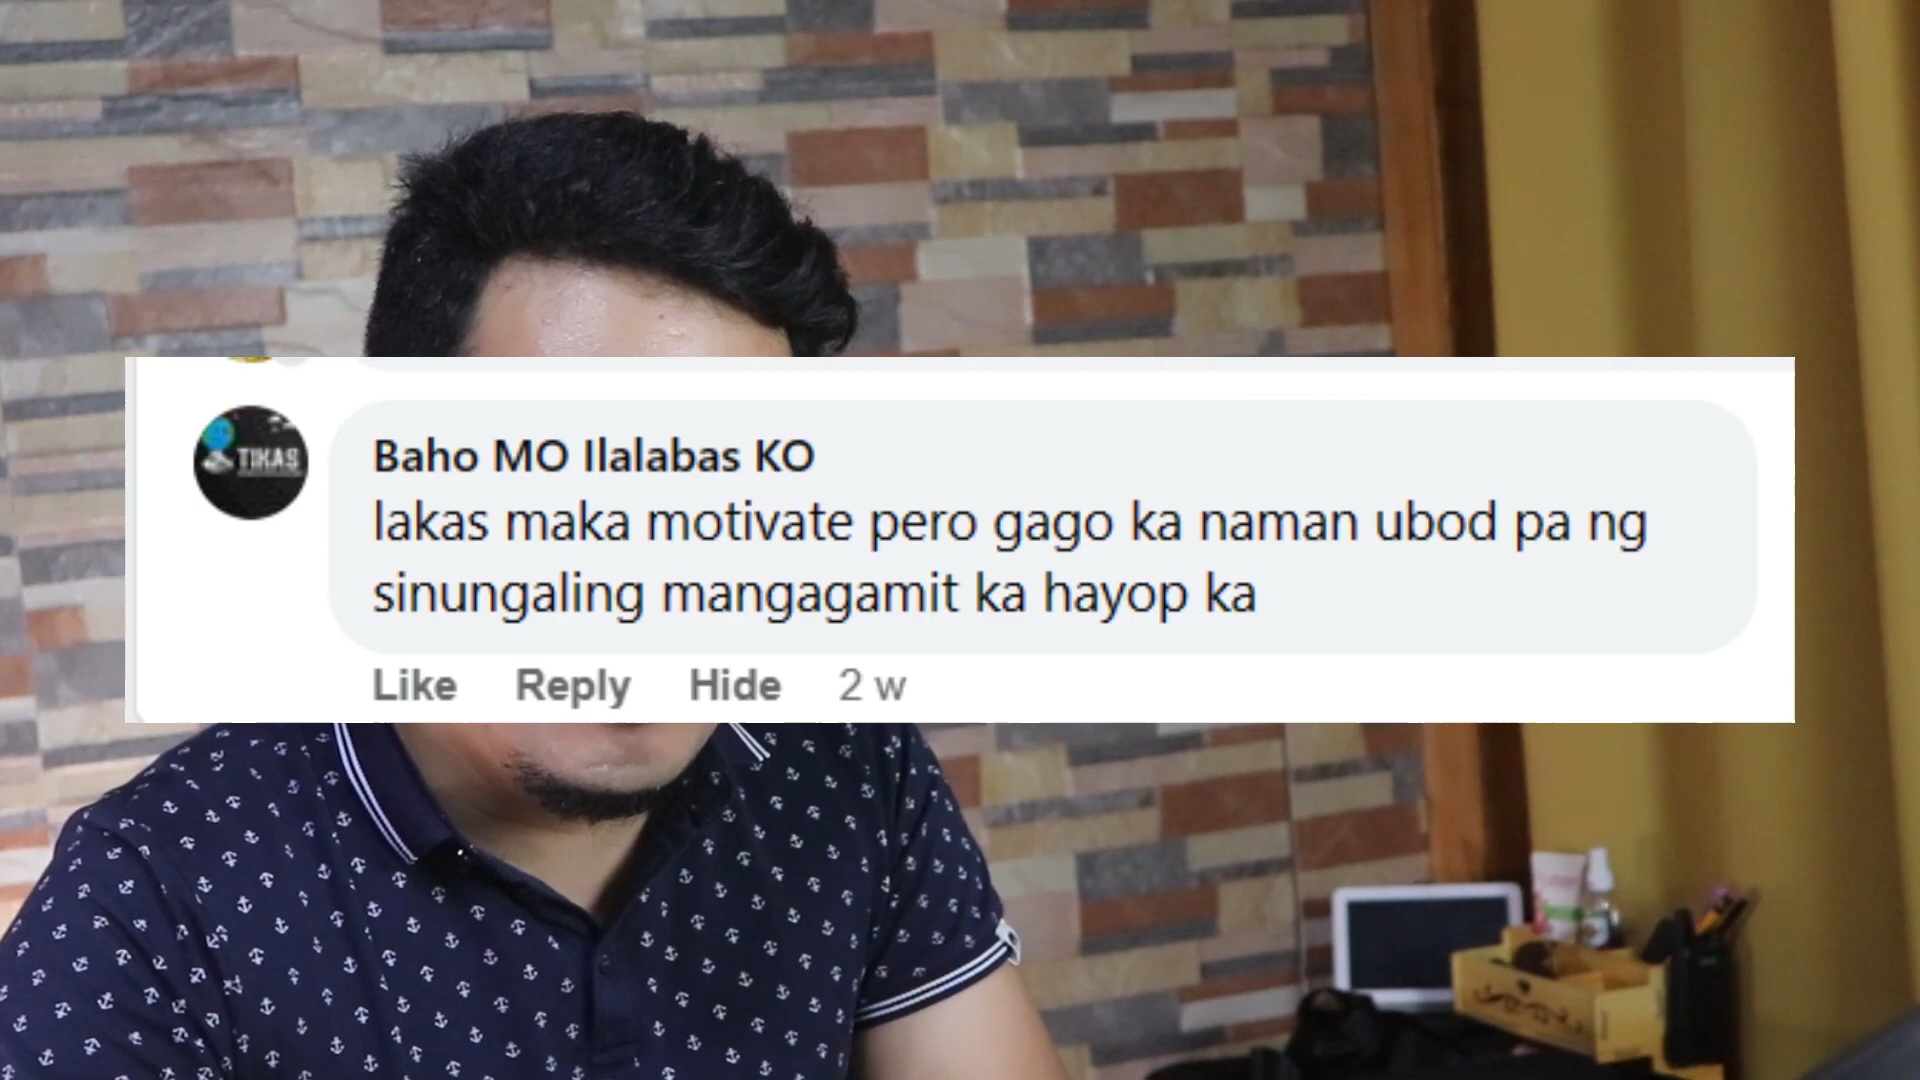 TIKAS
Baho MO Ilalabas KO
lakas maka motivate pero gago ka naman ubod pa ng
sinungaling mangagamit ka hayop ka
Like Reply Hide 2 w